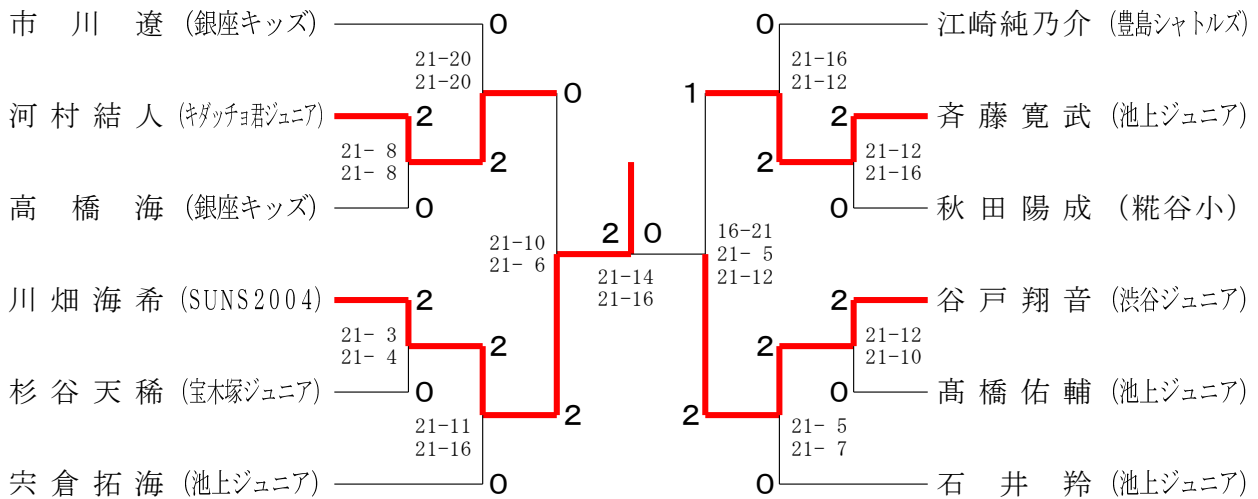 市川遼 (銀座キッズ) 0
21-20
21-20
0
河村結人 (キダッチョ君ジュニア) 2
21- 8
21- 8
2
高橋海 (銀座キッズ) 0
21-10
21- 6
川畑海希 (SUNS2004) 2
21- 3
21- 4
2
杉谷天稀 (宝木塚ジュニア) 0
2
21-11
21-16
宍倉拓海 (池上ジュニア) 0
2 0
21-14
21-16
0 江崎純乃介 (豊島シャトルズ)
21-16
21-12
1
2 斉藤寛武 (池上ジュニア)
2
21-12
21-16
0 秋田陽成 (糀谷小)
16-21
21- 5
21-12
2 谷戸翔音 (渋谷ジュニア)
2
21-12
21-10
0 髙橋佑輔 (池上ジュニア)
2
21- 5
21- 7
0 石井羚 (池上ジュニア)